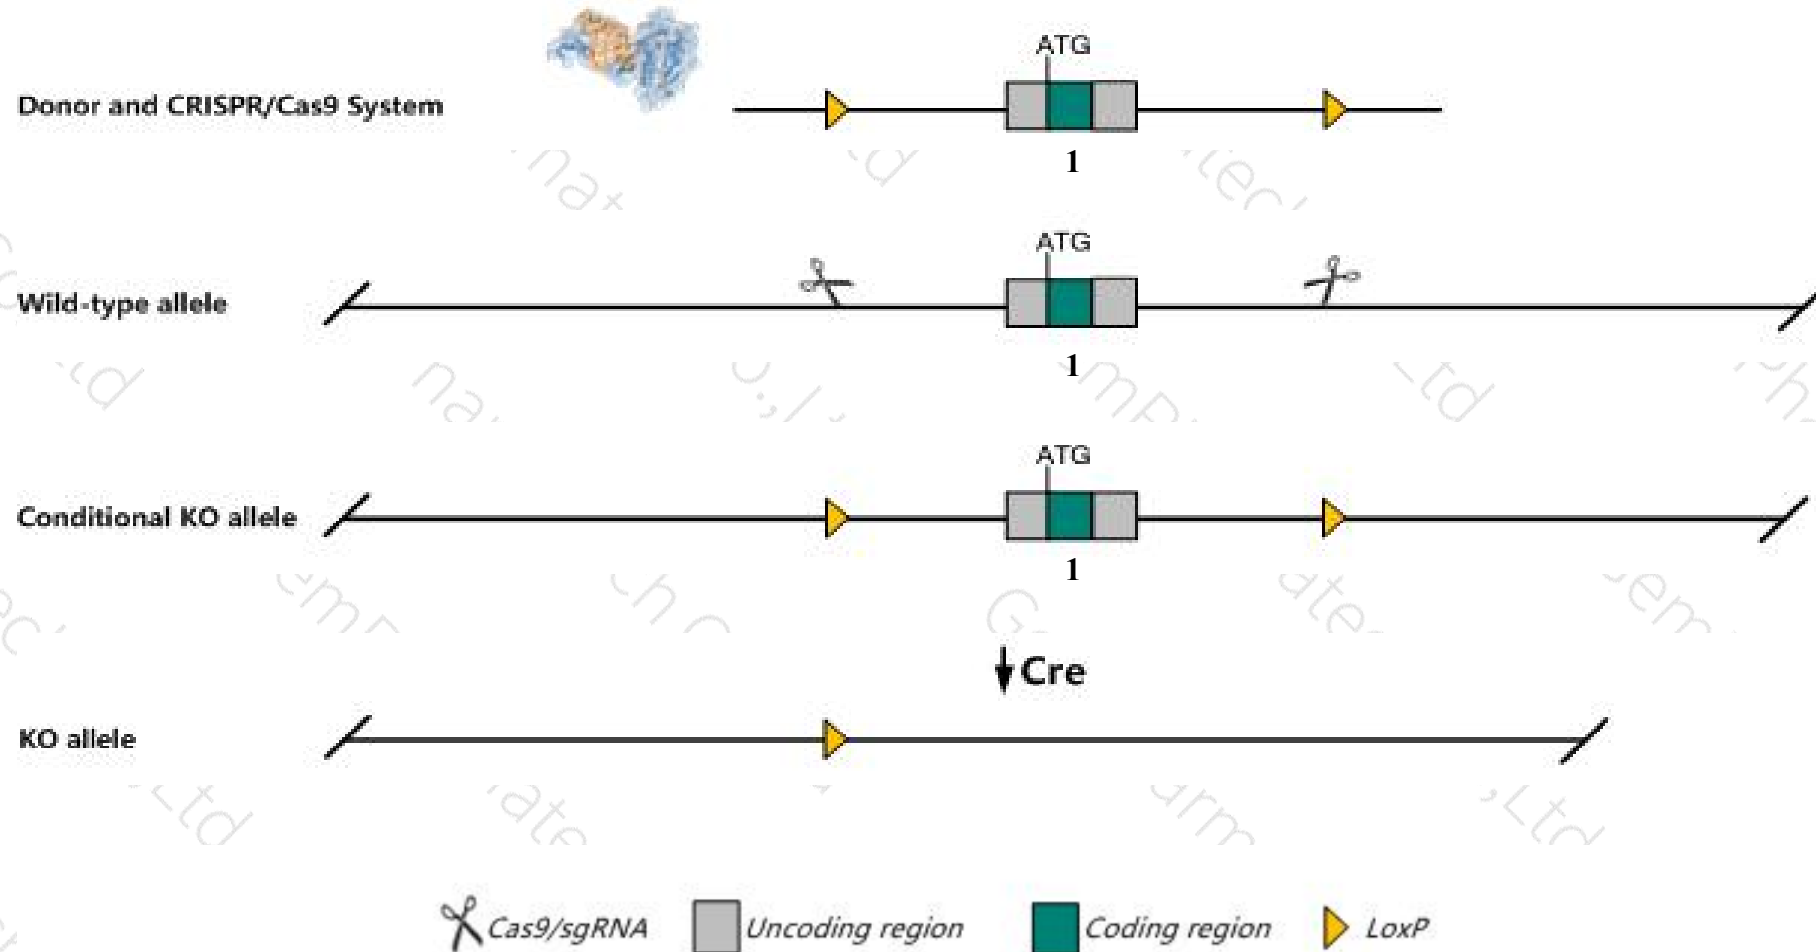 ATG
Donor and CRISPR/Cas9 System
1
ATG
Wild-type allele
1
ATG
Conditional KO allele
1
Cre
KO allele
Cas9/sgRNA Uncoding region Coding region LoxP